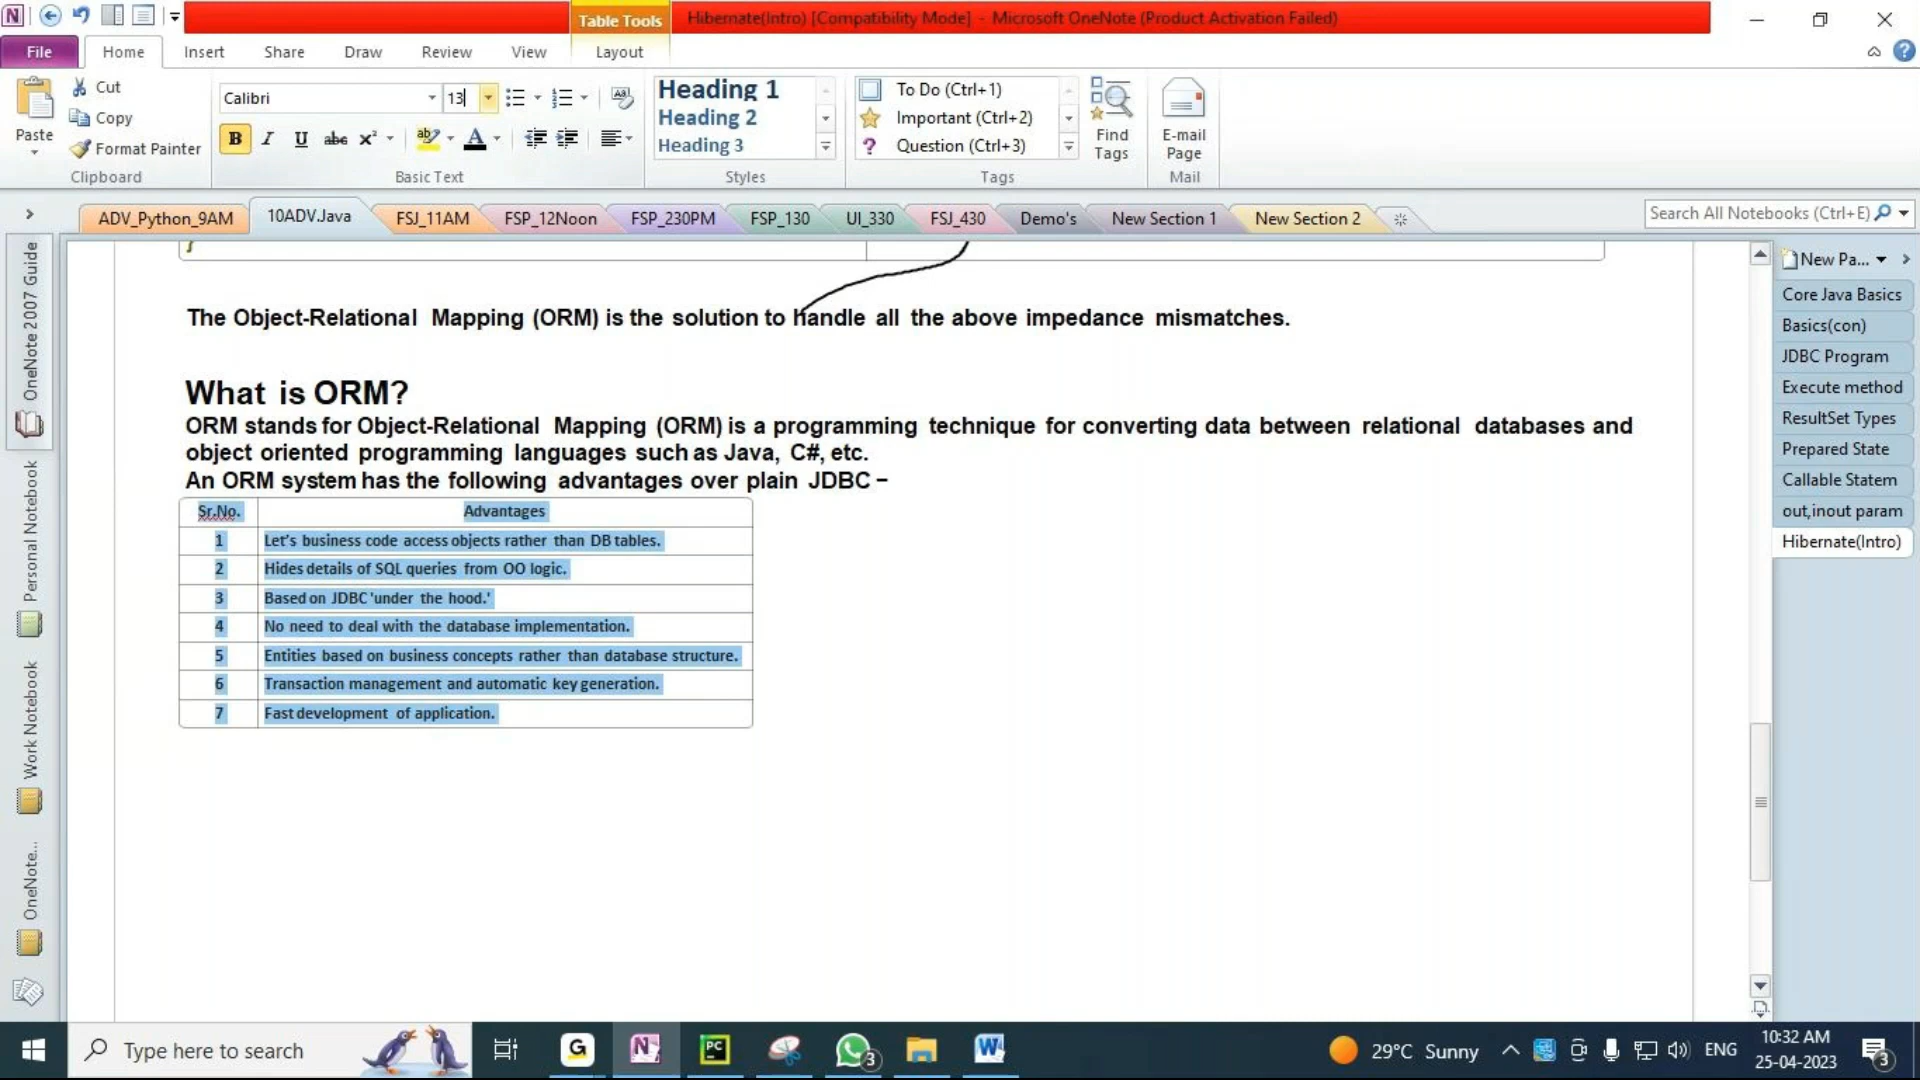 Table Tools
Hibernate(Intro) [Compatibility Mode] - Microsoft OneNote (Product Activation Failed)
File Home Insert Share Draw Review View Layout
Paste
Cut
Copy
Format Painter
Clipboard
Calibri 13
B I U abc x²
Basic Text
Heading 1
Heading 2
Heading 3
Styles
To Do (Ctrl+1)
Important (Ctrl+2)
Question (Ctrl+3)
Tags
Find
Tags
E-mail
Page
Mail
ADV_Python_9AM 10ADV.Java FSJ_11AM FSP_12Noon FSP_230PM FSP_130 UI_330 FSJ_430 Demo's New Section 1 New Section 2
Search All Notebooks (Ctrl+E)
OneNote 2007 Guide
Personal Notebook
Work Notebook
OneNote...
}
The Object-Relational Mapping (ORM) is the solution to handle all the above impedance mismatches.
What is ORM?
ORM stands for Object-Relational Mapping (ORM) is a programming technique for converting data between relational databases and
object oriented programming languages such as Java, C#, etc.
An ORM system has the following advantages over plain JDBC −
Sr.No. Advantages
1 Let’s business code access objects rather than DB tables.
2 Hides details of SQL queries from OO logic.
3 Based on JDBC 'under the hood.'
4 No need to deal with the database implementation.
5 Entities based on business concepts rather than database structure.
6 Transaction management and automatic key generation.
7 Fast development of application.
New Pa...
Core Java Basics
Basics(con)
JDBC Program
Execute method
ResultSet Types
Prepared State
Callable Statem
out,inout param
Hibernate(Intro)
Type here to search
G
N
PC
3
W
29°C Sunny
ENG
10:32 AM
25-04-2023
3